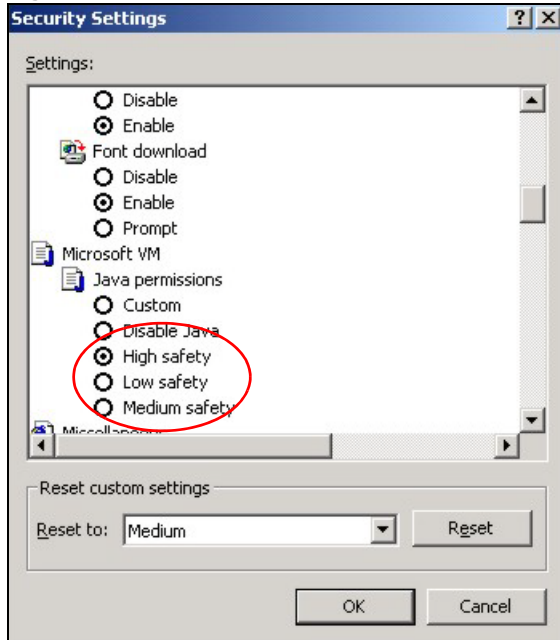 Security Settings
Settings:
Disable
Enable
Font download
Disable
Enable
Prompt
Microsoft VM
Java permissions
Custom
Disable Java
High safety
Low safety
Medium safety
Miscellaneous
Reset custom settings
Reset to: Medium Reset
OK Cancel